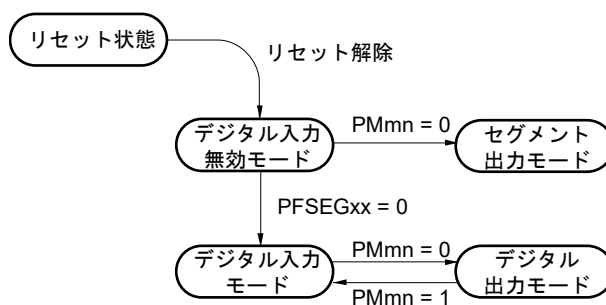 リセット状態
リセット解除
デジタル入力
無効モード
PMmn = 0
セグメント
出力モード
PFSEGxx = 0
デジタル入力
モード
PMmn = 0
PMmn = 1
デジタル
出力モード